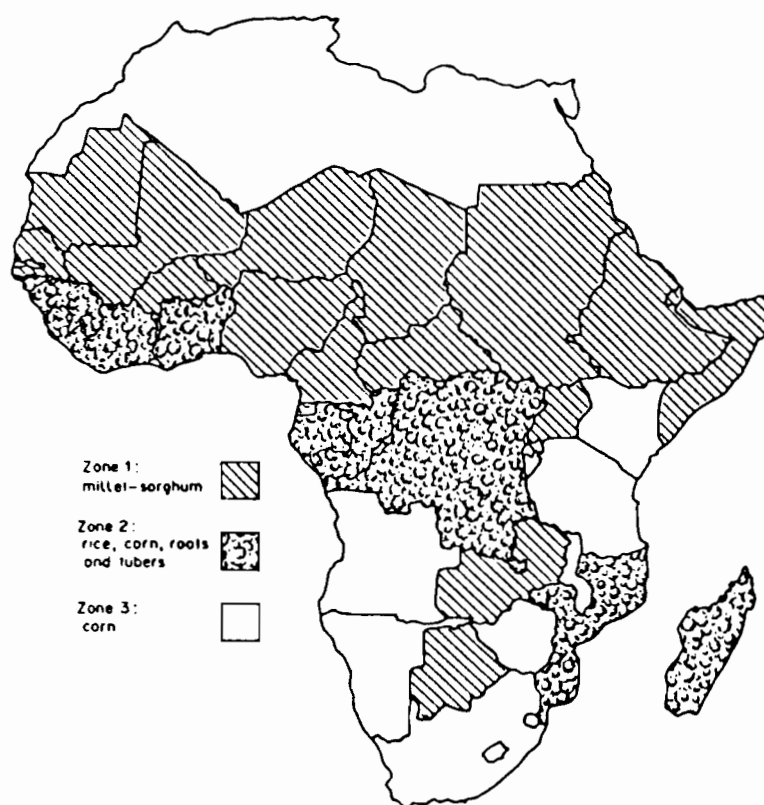 Zone 1:
millet-sorghum
Zone 2:
rice, corn, roots
and tubers
Zone 3:
corn